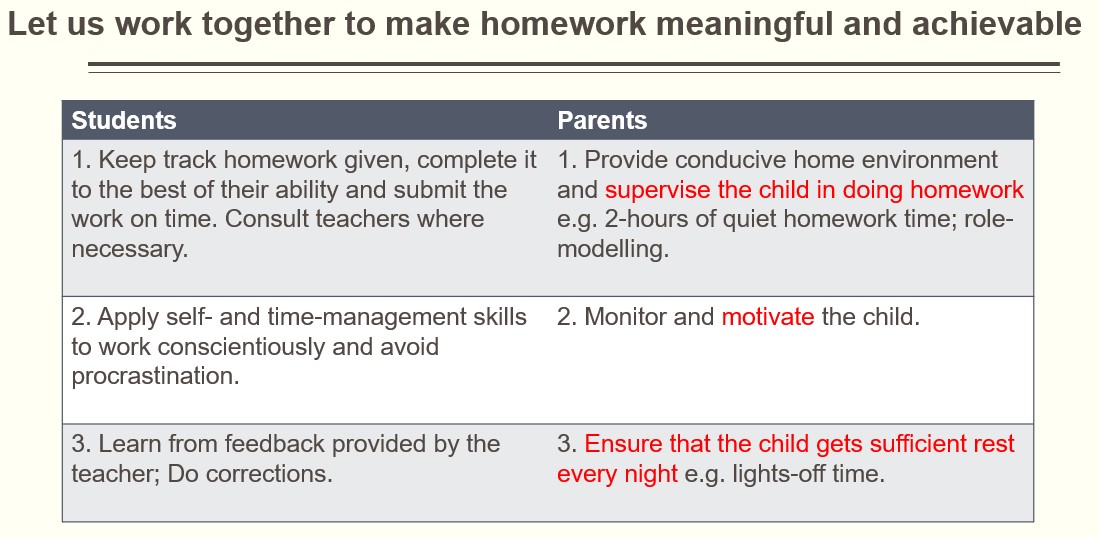 Let us work together to make homework meaningful and achievable
Students
Parents
1. Keep track homework given, complete it
to the best of their ability and submit the
work on time. Consult teachers where
necessary.
1. Provide conducive home environment
and supervise the child in doing homework
e.g. 2-hours of quiet homework time; role-
modelling.
2. Apply self- and time-management skills
to work conscientiously and avoid
procrastination.
2. Monitor and motivate the child.
3. Learn from feedback provided by the
teacher; Do corrections.
3. Ensure that the child gets sufficient rest
every night e.g. lights-off time.